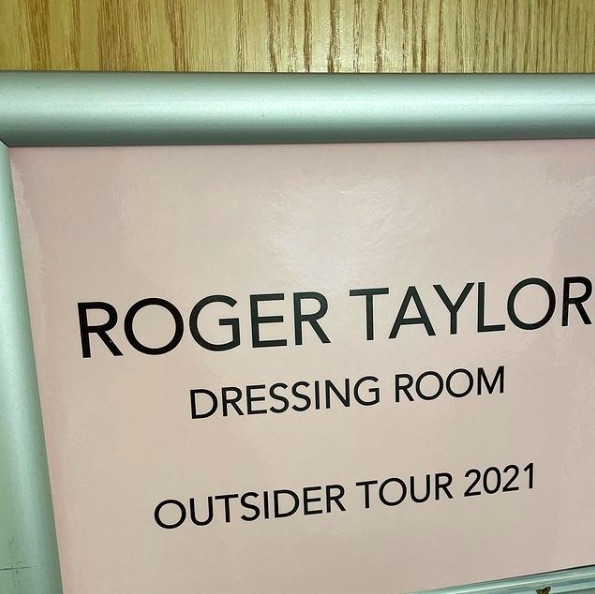 ROGER TAYLOR
DRESSING ROOM
OUTSIDER TOUR 2021